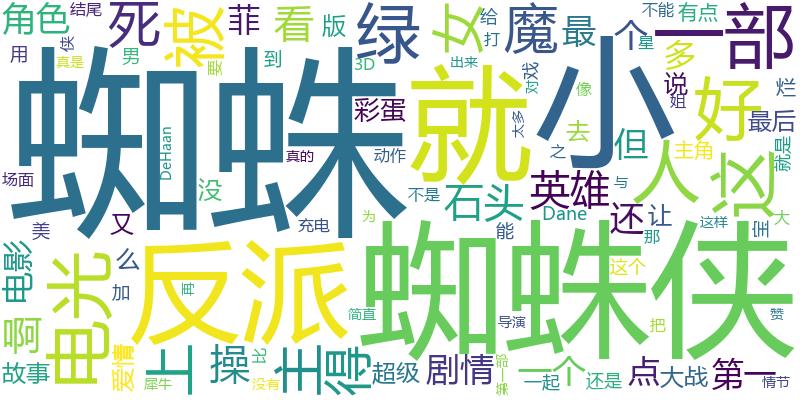 角色
用
结尾
侠
真是
死
男
被
要
菲
看
到
版
3D
绿
给
打
出来
女
星
对
戏
魔
最
像
个
不能
有点
一部
多
说
姐
烂
蜘蛛
就
小
好
最后
DeHaan
场面
彩蛋
真的
动作
太多
去
之
但
人
主角
这
就是
室
大
美
又
没
充电
不是
石头
能
英雄
Dane
还
让
那
与
这样
电影
么
加
电光
反派
再
蜘蛛侠
为
这个
导演
把
赞
简直
啊
故事
爱情
犀牛
上
操
比
没有
主
得
超级
剧情
一个
一起
还是
点
大战
第一
情节